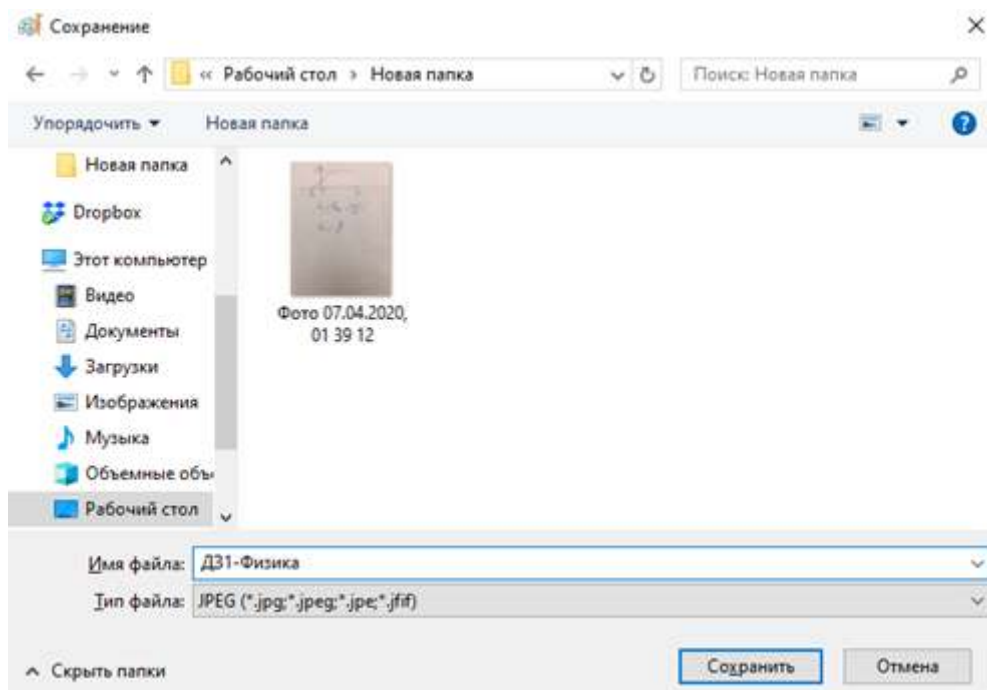 Сохранение
« Рабочий стол › Новая папка
Поиск: Новая папка
Упорядочить
Новая папка
Новая папка
Dropbox
Этот компьютер
Видео
Документы
Загрузки
Изображения
Музыка
Объемные объ
Рабочий стол
Фото 07.04.2020,
01 39 12
Имя файла: ДЗ1-Физика
Тип файла: JPEG (*.jpg;*.jpeg;*.jpe;*.jfif)
Скрыть папки
Сохранить
Отмена